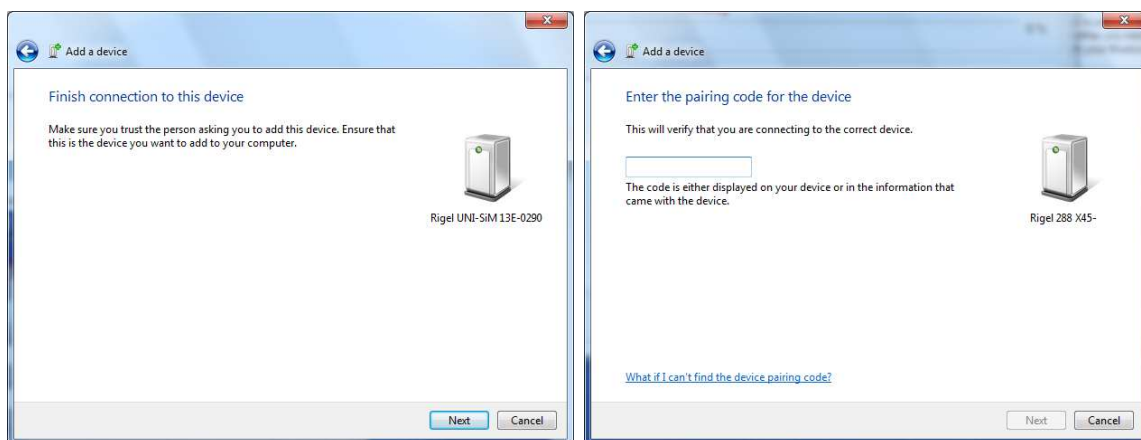 Add a device
Finish connection to this device
Make sure you trust the person asking you to add this device. Ensure that
this is the device you want to add to your computer.
Rigel UNI-SiM 13E-0290
Next
Cancel
Add a device
Enter the pairing code for the device
This will verify that you are connecting to the correct device.
The code is either displayed on your device or in the information that
came with the device.
Rigel 288 X45-
What if I can't find the device pairing code?
Next
Cancel